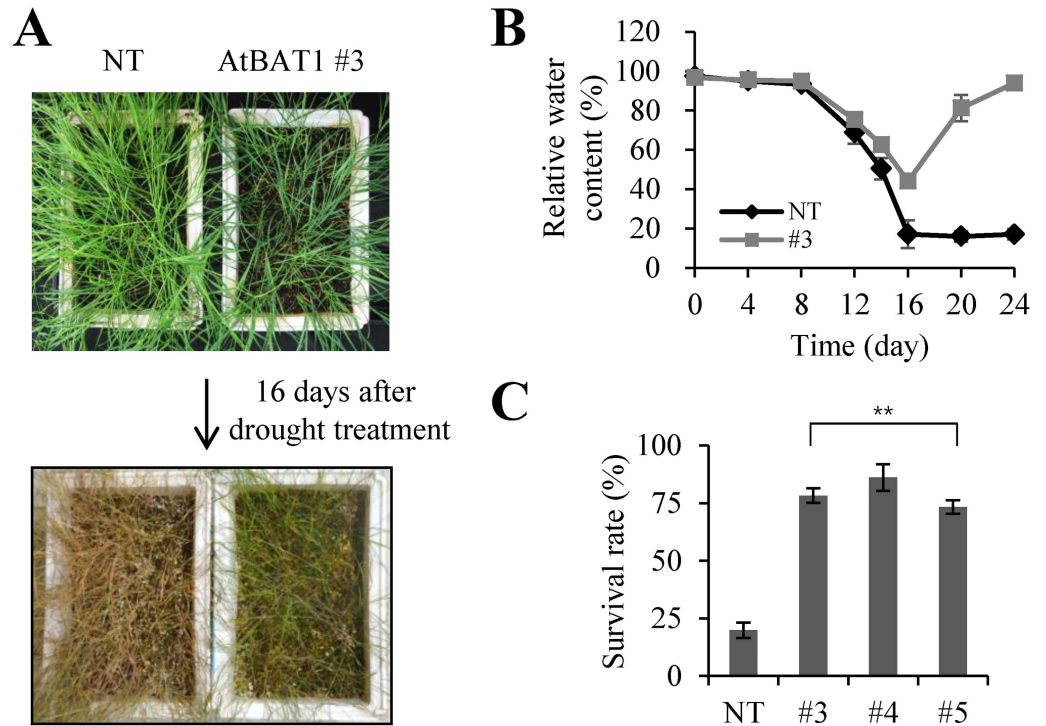 A
NT AtBAT1 #3
16 days after
drought treatment
B
Relative water
content (%)
120
100
80
60
40
20
0
NT
#3
0 4 8 12 16 20 24
Time (day)
C
**
Survival rate (%)
100
75
50
25
0
NT #3 #4 #5